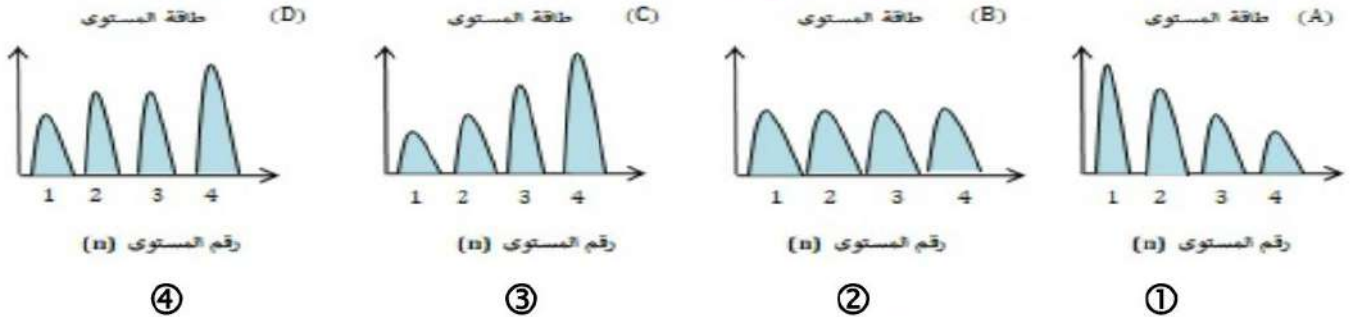 (A) طاقة المستوى (B) طاقة المستوى (C) طاقة المستوى (D) طاقة المستوى
1 2 3 4 1 2 3 4 1 2 3 4 1 2 3 4
رقم المستوى (n) رقم المستوى (n) رقم المستوى (n) رقم المستوى (n)
① ② ③ ④